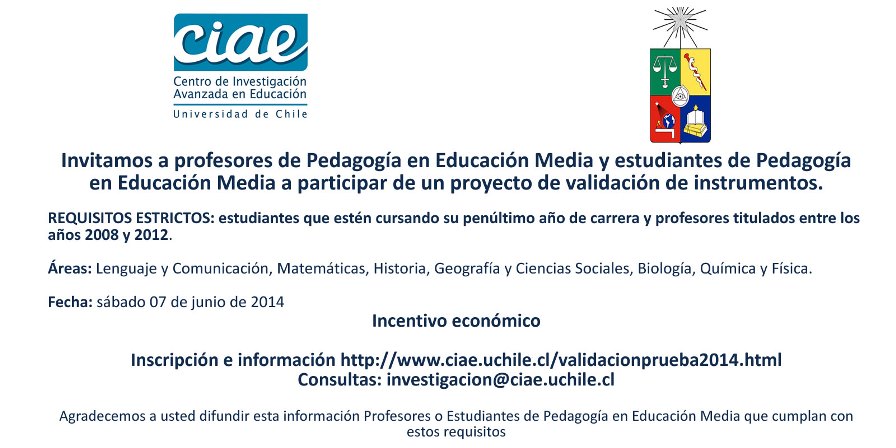 ciae
Centro de Investigación
Avanzada en Educación
Universidad de Chile
Invitamos a profesores de Pedagogía en Educación Media y estudiantes de Pedagogía
en Educación Media a participar de un proyecto de validación de instrumentos.
REQUISITOS ESTRICTOS: estudiantes que estén cursando su penúltimo año de carrera y profesores titulados entre los
años 2008 y 2012.
Áreas: Lenguaje y Comunicación, Matemáticas, Historia, Geografía y Ciencias Sociales, Biología, Química y Física.
Fecha: sábado 07 de junio de 2014
Incentivo económico
Inscripción e información http://www.ciae.uchile.cl/validacionprueba2014.html
Consultas: investigacion@ciae.uchile.cl
Agradecemos a usted difundir esta información Profesores o Estudiantes de Pedagogía en Educación Media que cumplan con
estos requisitos